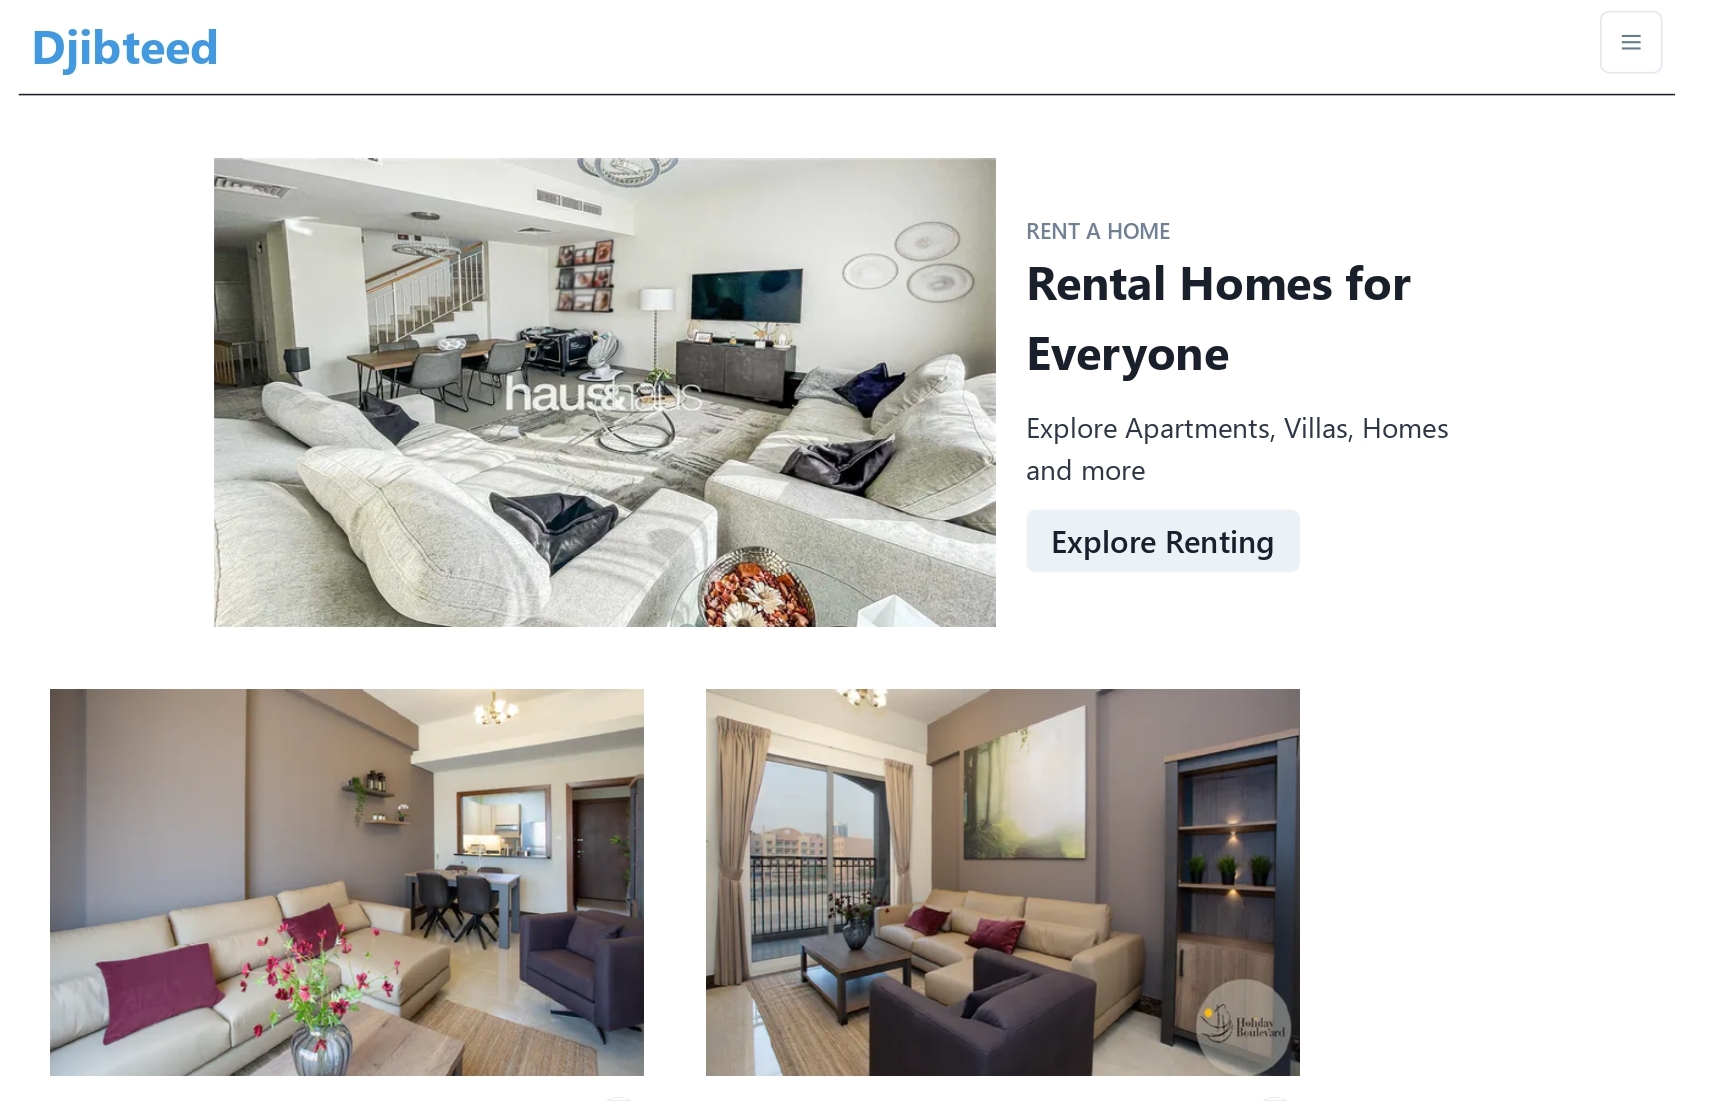 Djibteed
RENT A HOME
Rental Homes for
Everyone
Explore Apartments, Villas, Homes
and more
Explore Renting
haus&haus
Holiday
Boulevard